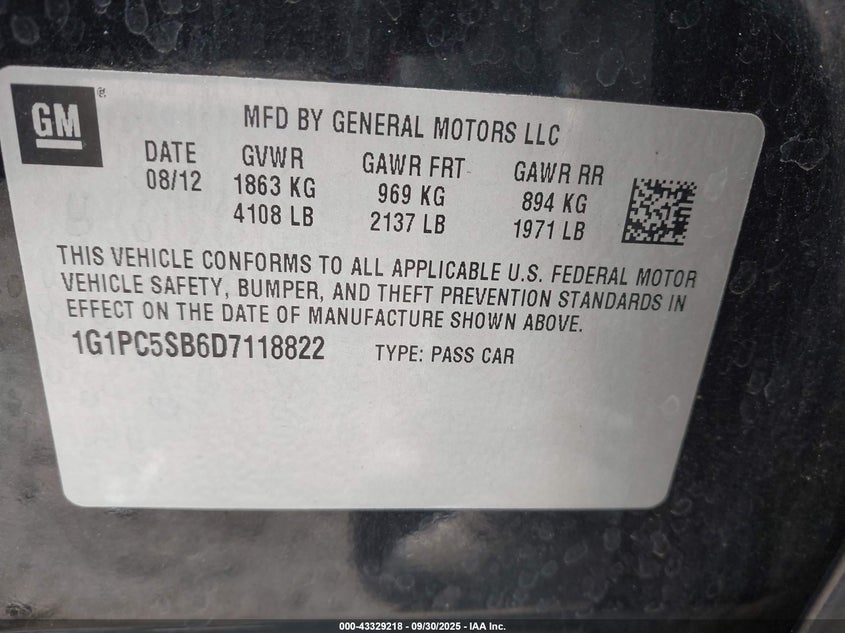 GM
MFD BY GENERAL MOTORS LLC
DATE GVWR GAWR FRT GAWR RR
08/12 1863 KG 969 KG 894 KG
4108 LB 2137 LB 1971 LB
THIS VEHICLE CONFORMS TO ALL APPLICABLE U.S. FEDERAL MOTOR
VEHICLE SAFETY, BUMPER, AND THEFT PREVENTION STANDARDS IN
EFFECT ON THE DATE OF MANUFACTURE SHOWN ABOVE.
1G1PC5SB6D7118822 TYPE: PASS CAR
000-43329218 - 09/30/2025 - IAA Inc.